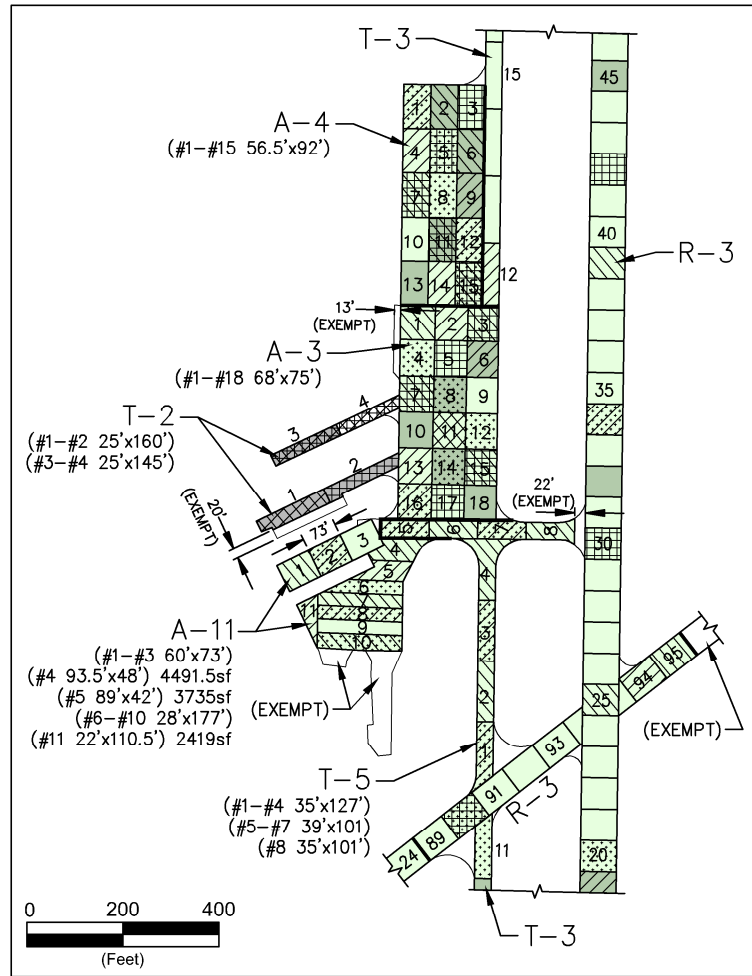 T-3
15
45
1
2
3
A-4
(#1-#15 56.5'x92')
4
5
6
7
8
9
10
11
12
40
R-3
13
14
15
12
13'
(EXEMPT)
1
2
3
A-3
4
5
6
(#1-#18 68'x75')
7
8
9
35
T-2
3
4
10
11
12
(#1-#2 25'x160')
(#3-#4 25'x145')
13
14
15
1
2
16
17
18
22'
(EXEMPT)
20'
(EXEMPT)
73'
5
6
7
8
30
1
2
3
4
5
4
6
7
8
9
10
11
3
A-11
(#1-#3 60'x73')
(#4 93.5'x48') 4491.5sf
(#5 89'x42') 3735sf
(#6-#10 28'x177')
(#11 22'x110.5') 2419sf
(EXEMPT)
2
25
94
95
(EXEMPT)
1
93
T-5
(#1-#4 35'x127')
(#5-#7 39'x101)
(#8 35'x101')
91
R-3
89
24
11
20
0 200 400
(Feet)
T-3